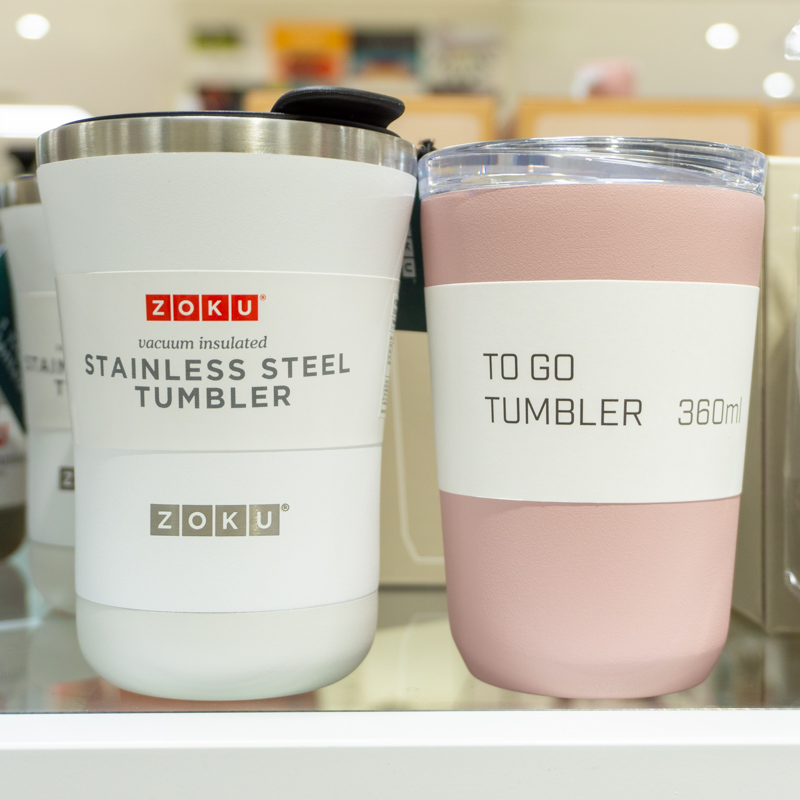 ZOKU®
vacuum insulated
STAINLESS STEEL
TUMBLER
ZOKU®
TO GO
TUMBLER 360ml